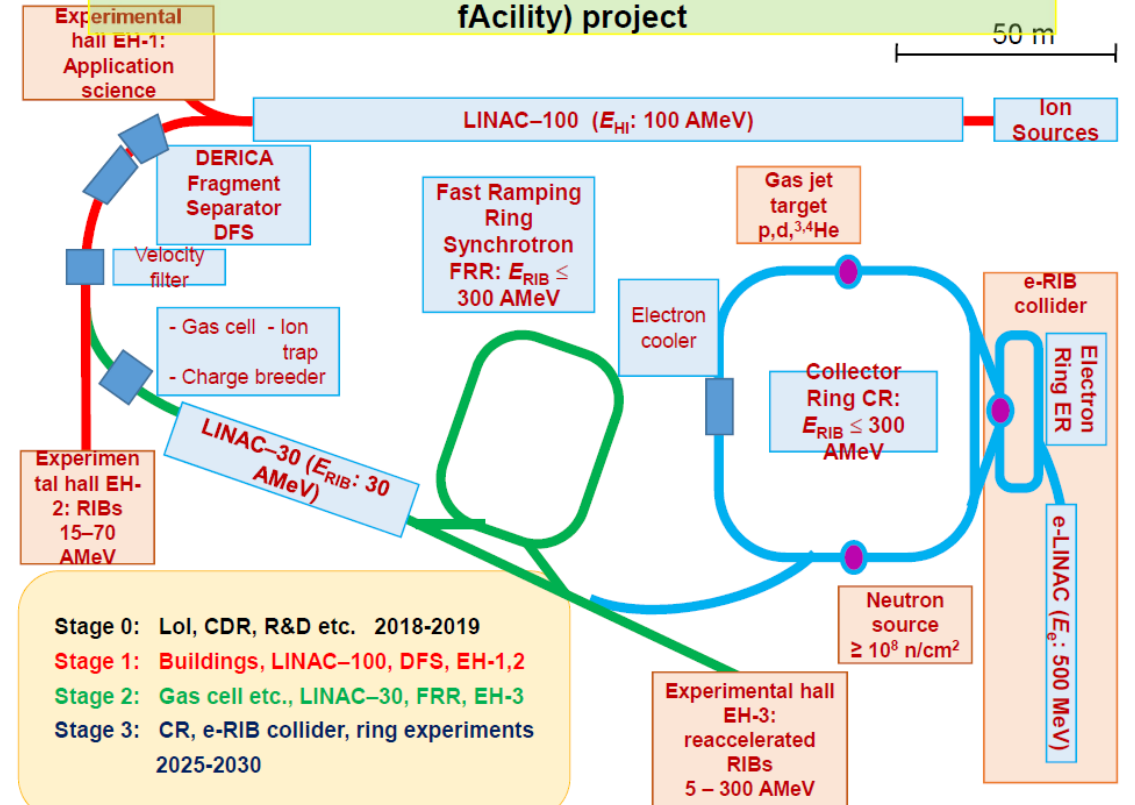 fAcility) project
50 m
Experimental
hall EH-1:
Application
science
LINAC–100 (E_HI: 100 AMeV)
Ion
Sources
DERICA
Fragment
Separator
DFS
Velocity
filter
- Gas cell - Ion
trap
- Charge breeder
Fast Ramping
Ring
Synchrotron
FRR: E_RIB ≤
300 AMeV
Gas jet
target
p,d,³,⁴He
Electron
cooler
e-RIB
collider
Electron
Ring ER
Collector
Ring CR:
E_RIB ≤ 300
AMeV
LINAC–30 (E_RIB: 30
AMeV)
Experimen
tal hall EH-
2: RIBs
15–70
AMeV
e-LINAC (E_e: 500 MeV)
Neutron
source
≥ 10⁸ n/cm²
Experimental hall
EH-3:
reaccelerated
RIBs
5 – 300 AMeV
Stage 0: LoI, CDR, R&D etc. 2018-2019
Stage 1: Buildings, LINAC–100, DFS, EH-1,2
Stage 2: Gas cell etc., LINAC–30, FRR, EH-3
Stage 3: CR, e-RIB collider, ring experiments
2025-2030